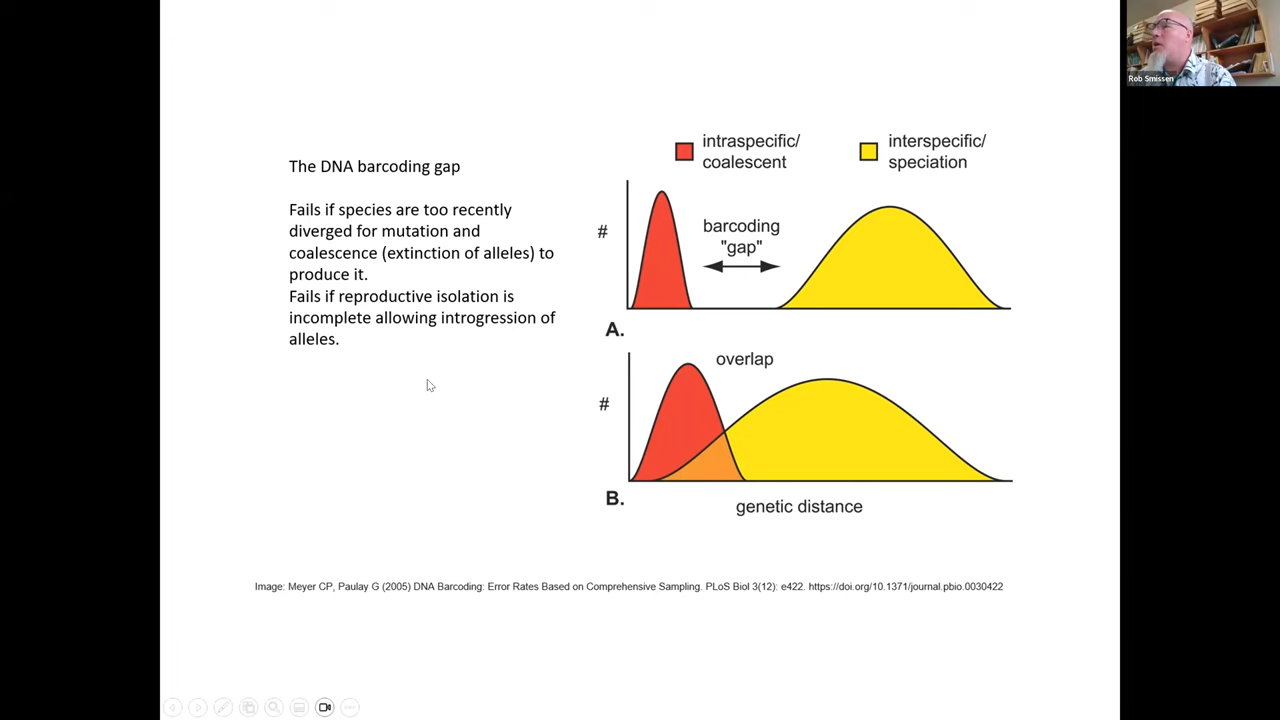 Rob Smissen
The DNA barcoding gap
Fails if species are too recently
diverged for mutation and
coalescence (extinction of alleles) to
produce it.
Fails if reproductive isolation is
incomplete allowing introgression of
alleles.
intraspecific/
coalescent
interspecific/
speciation
#
barcoding
"gap"
A.
overlap
#
B.
genetic distance
Image: Meyer CP, Paulay G (2005) DNA Barcoding: Error Rates Based on Comprehensive Sampling. PLoS Biol 3(12): e422. https://doi.org/10.1371/journal.pbio.0030422